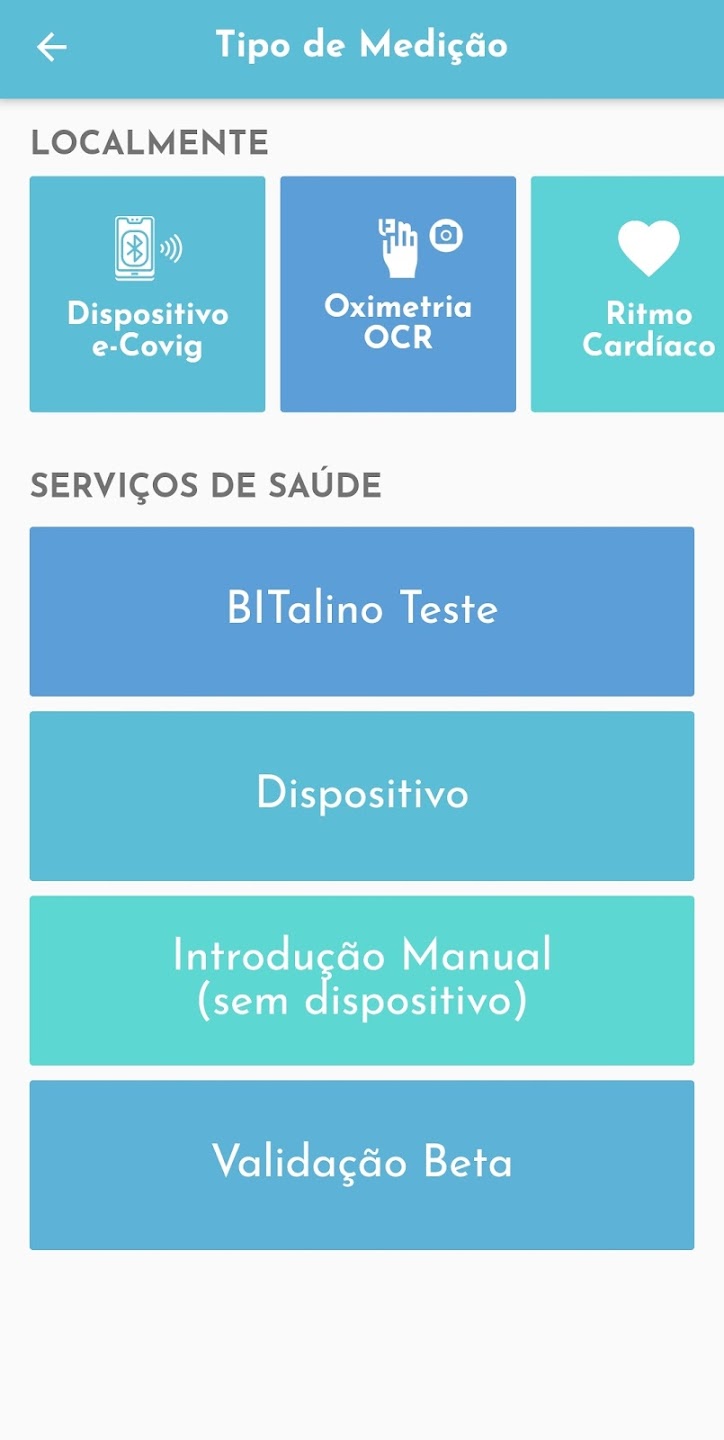 Tipo de Medição
LOCALMENTE
Dispositivo
e-Covig
Oximetria
OCR
Ritmo
Cardíaco
SERVIÇOS DE SAÚDE
BITalino Teste
Dispositivo
Introdução Manual
(sem dispositivo)
Validação Beta